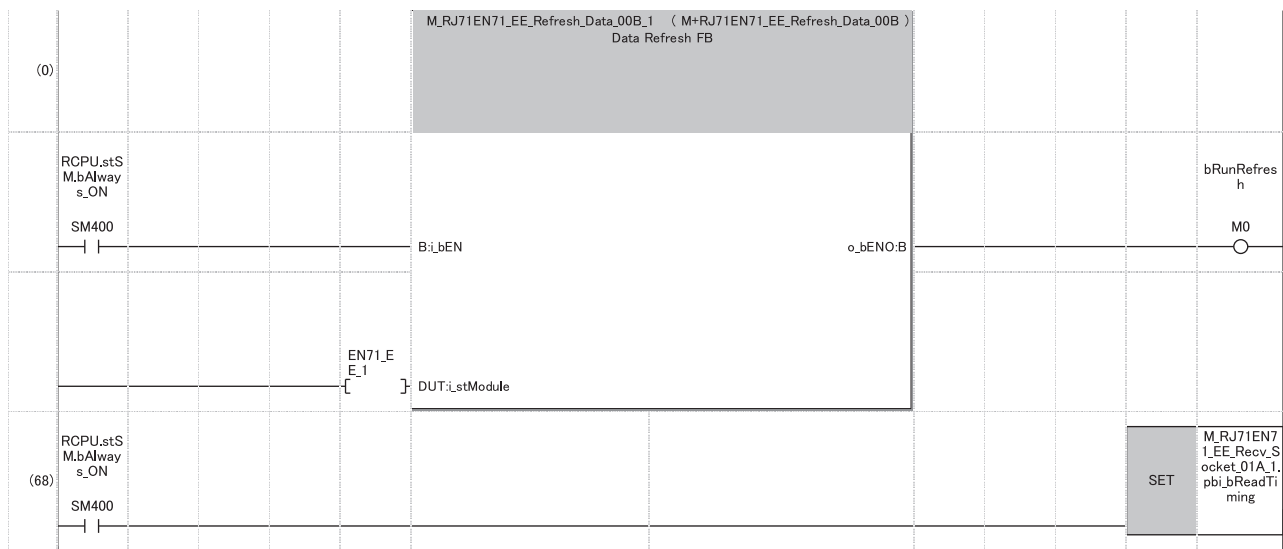 M_RJ71EN71_EE_Refresh_Data_00B_1 ( M+RJ71EN71_EE_Refresh_Data_00B )
Data Refresh FB
(0)
RCPU.stS
M.bAlway
s_ON
SM400
B:i_bEN
o_bENO:B
bRunRefres
h
M0
EN71_E
E_1
DUT:i_stModule
(68)
RCPU.stS
M.bAlway
s_ON
SM400
SET
M_RJ71EN7
1_EE_Recv_S
ocket_01A_1.
pbi_bReadTi
ming